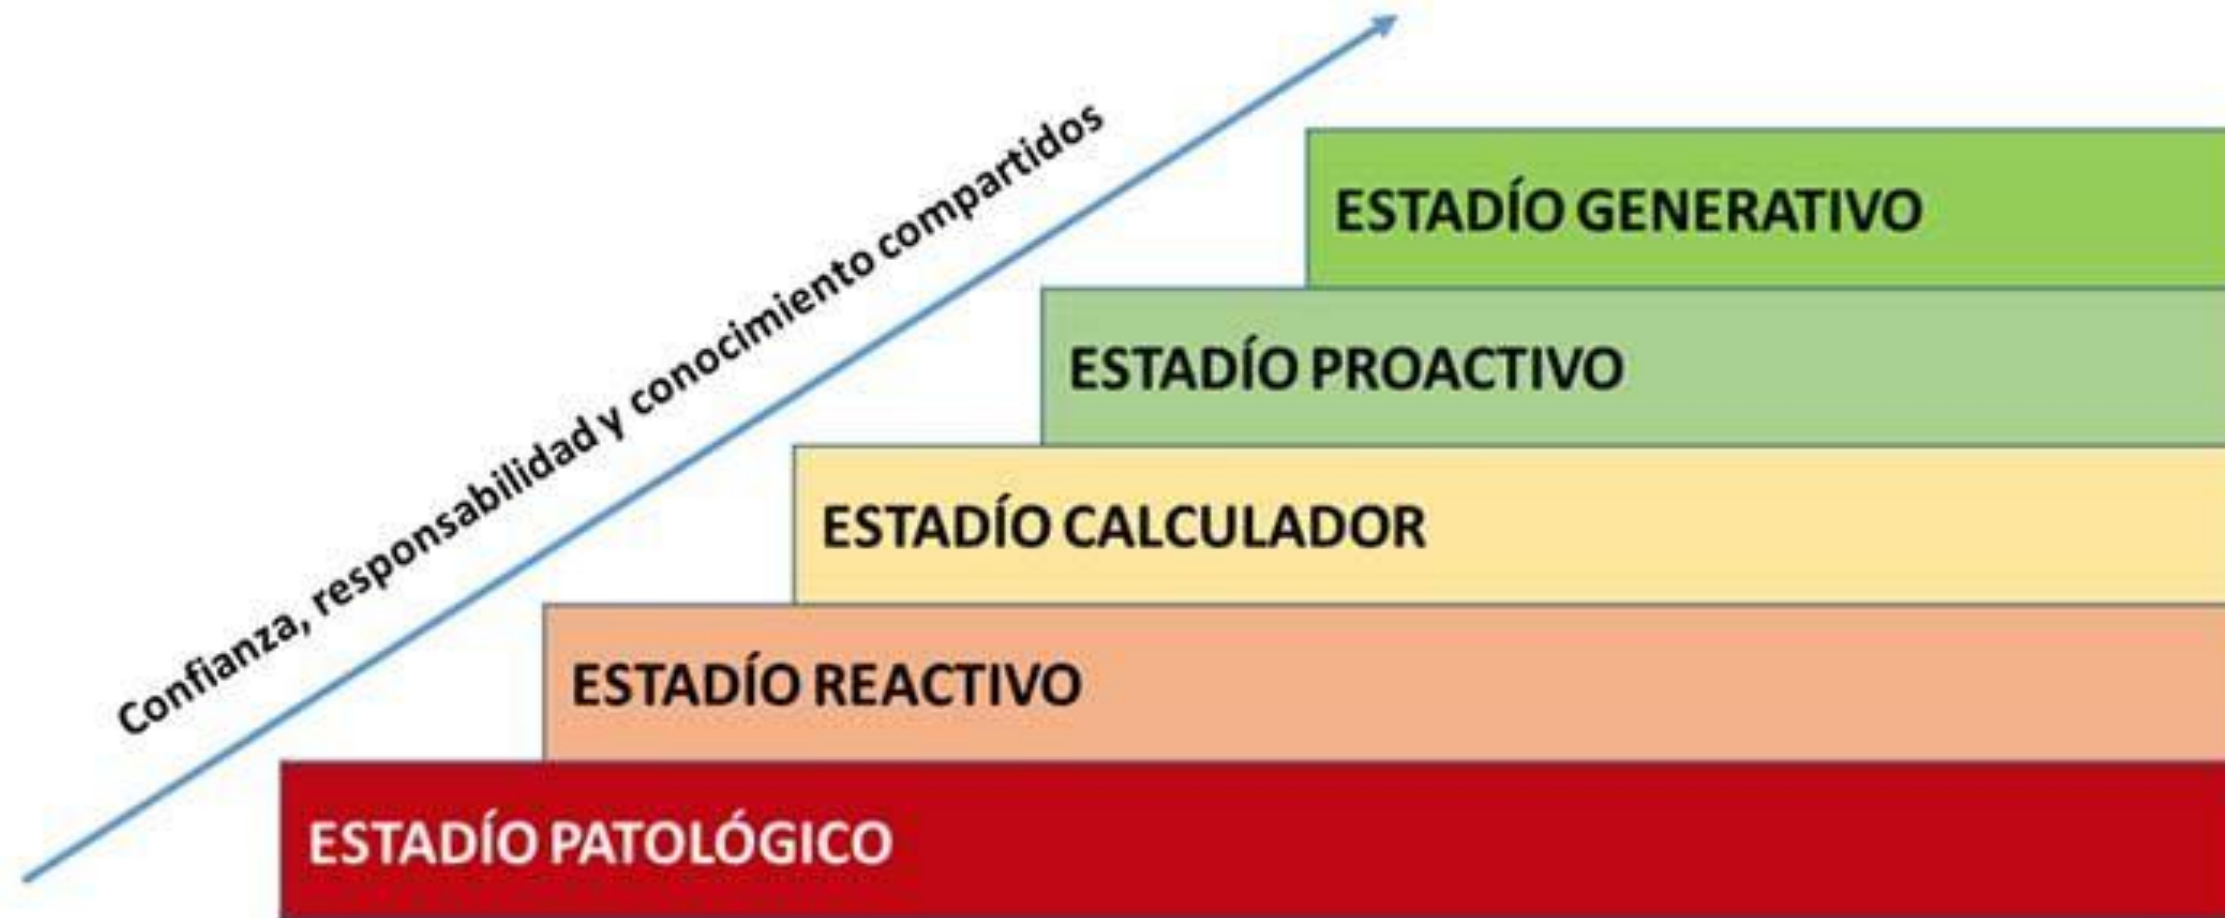 Confianza, responsabilidad y conocimiento compartidos
ESTADÍO GENERATIVO
ESTADÍO PROACTIVO
ESTADÍO CALCULADOR
ESTADÍO REACTIVO
ESTADÍO PATOLÓGICO